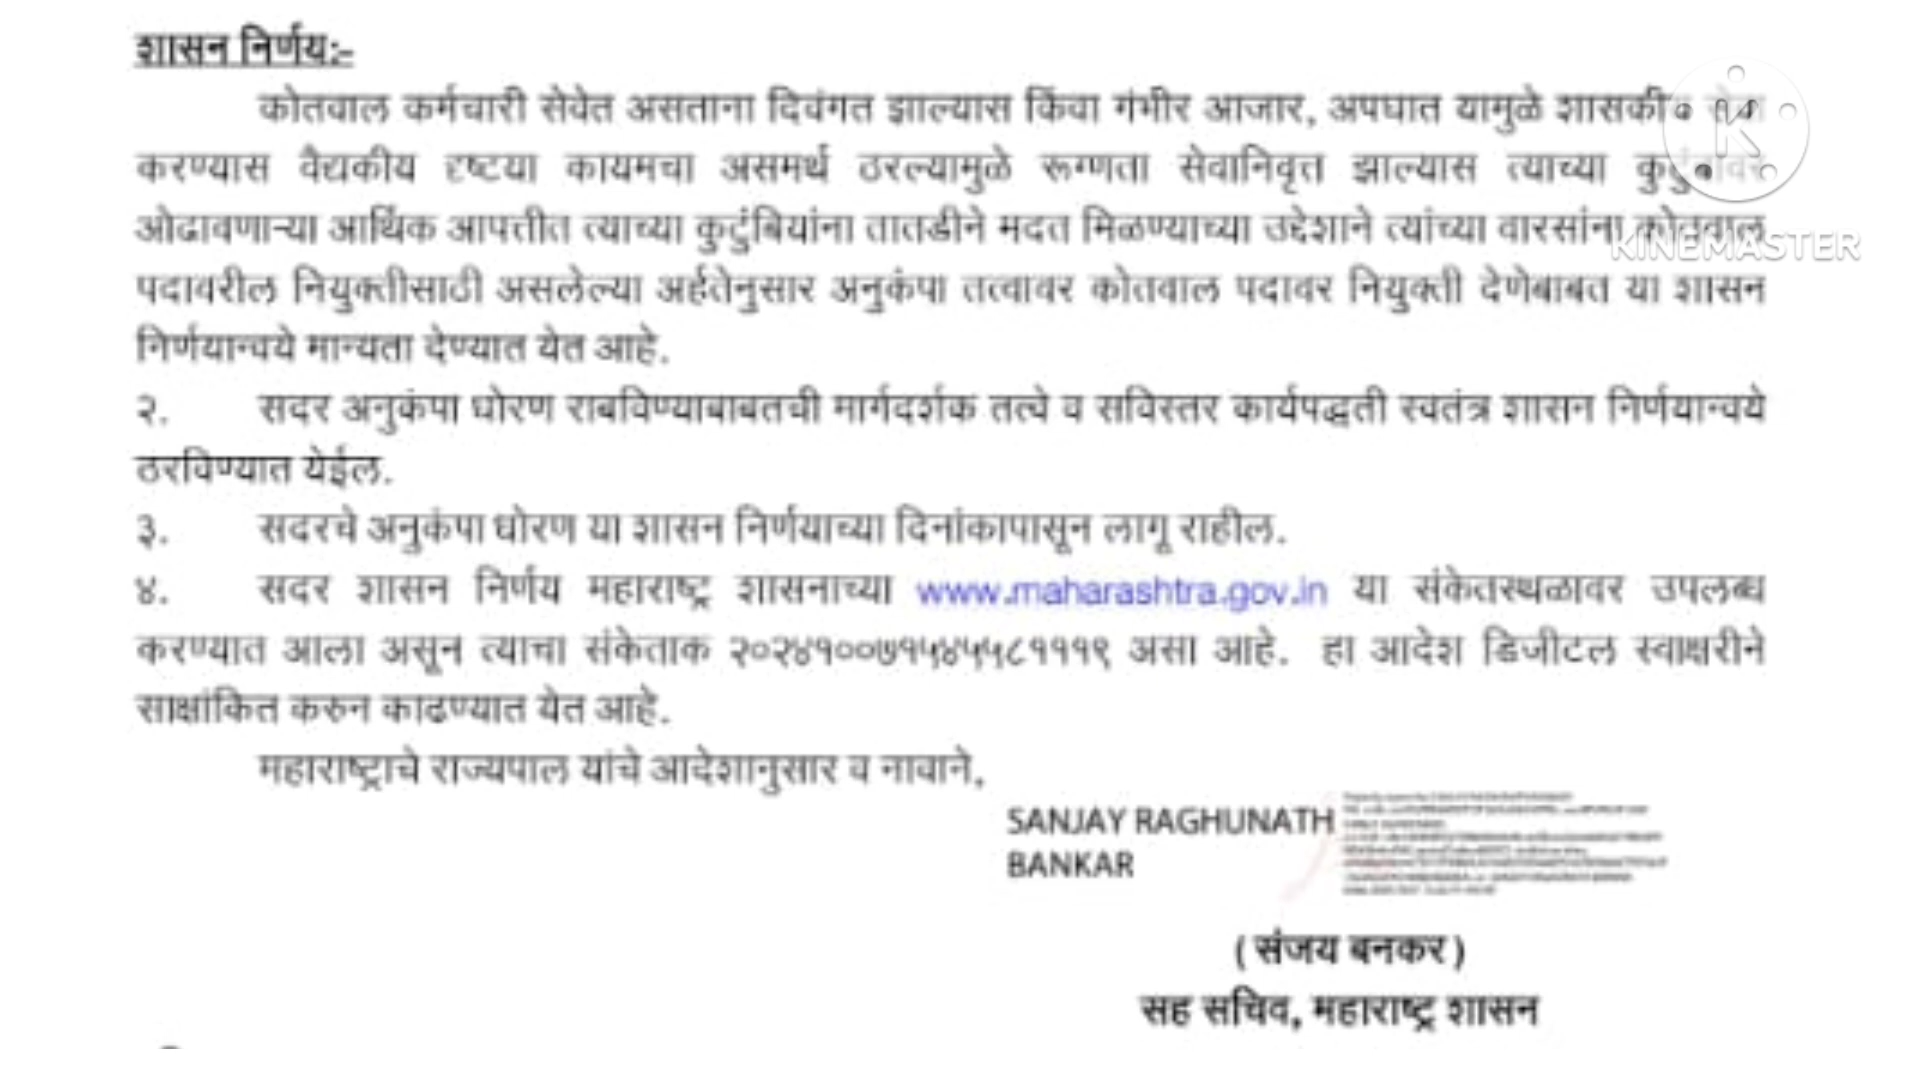 शासन निर्णय:-
कोतवाल कर्मचारी सेवेत असताना दिवंगत झाल्यास किंवा गंभीर आजार, अपघात यामुळे शासकीय सेवा
करण्यास वैद्यकीय दृष्टया कायमचा असमर्थ ठरल्यामुळे रूग्णता सेवानिवृत्त झाल्यास त्याच्या कुटुंबावर
ओढावणाऱ्या आर्थिक आपत्तीत त्याच्या कुटुंबियांना तातडीने मदत मिळण्याच्या उद्देशाने त्यांच्या वारसांना कोतवाल
पदावरील नियुक्तीसाठी असलेल्या अर्हतेनुसार अनुकंपा तत्वावर कोतवाल पदावर नियुक्ती देणेबाबत या शासन
निर्णयान्वये मान्यता देण्यात येत आहे.
२. सदर अनुकंपा धोरण राबविण्याबाबतची मार्गदर्शक तत्वे व सविस्तर कार्यपद्धती स्वतंत्र शासन निर्णयान्वये
ठरविण्यात येईल.
३. सदरचे अनुकंपा धोरण या शासन निर्णयाच्या दिनांकापासून लागू राहील.
४. सदर शासन निर्णय महाराष्ट्र शासनाच्या www.maharashtra.gov.in या संकेतस्थळावर उपलब्ध
करण्यात आला असून त्याचा संकेताक २०२४१००७१५४५५८१११९ असा आहे. हा आदेश डिजीटल स्वाक्षरीने
साक्षांकित करुन काढण्यात येत आहे.
महाराष्ट्राचे राज्यपाल यांचे आदेशानुसार व नावाने,
SANJAY RAGHUNATH
BANKAR
( संजय बनकर )
सह सचिव, महाराष्ट्र शासन
K
KINEMASTER